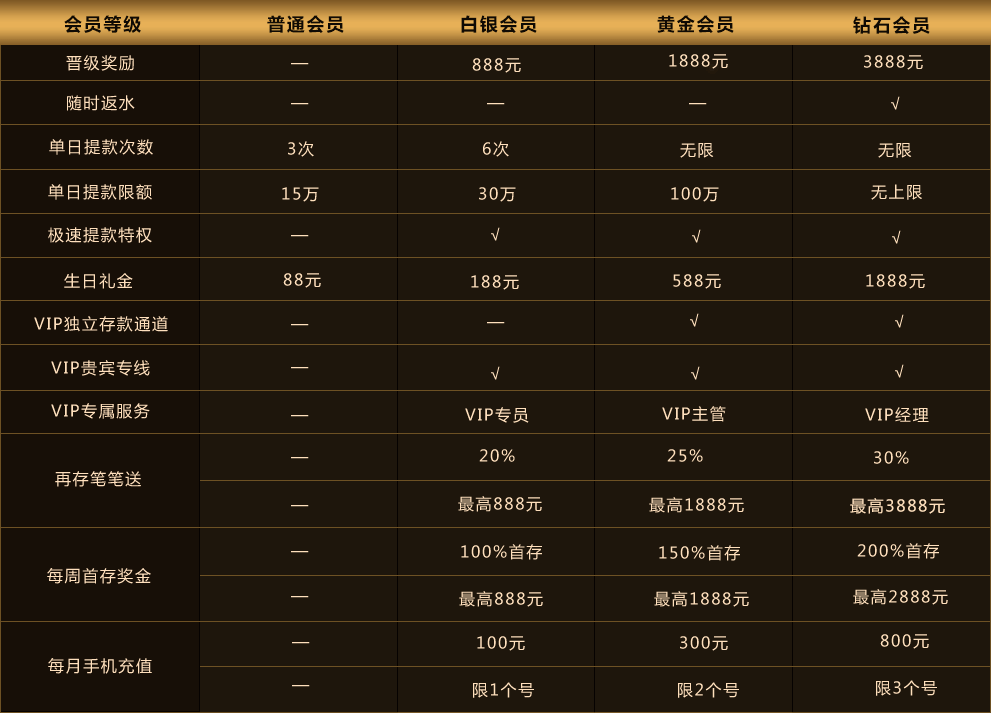 会员等级 普通会员 白银会员 黄金会员 钻石会员
晋级奖励 — 888元 1888元 3888元
随时返水 — — — √
单日提款次数 3次 6次 无限 无限
单日提款限额 15万 30万 100万 无上限
极速提款特权 — √ √ √
生日礼金 88元 188元 588元 1888元
VIP独立存款通道 — — √ √
VIP贵宾专线 — √ √ √
VIP专属服务 — VIP专员 VIP主管 VIP经理
再存笔笔送 — 20% 25% 30%
— 最高888元 最高1888元 最高3888元
每周首存奖金 — 100%首存 150%首存 200%首存
— 最高888元 最高1888元 最高2888元
每月手机充值 — 100元 300元 800元
— 限1个号 限2个号 限3个号